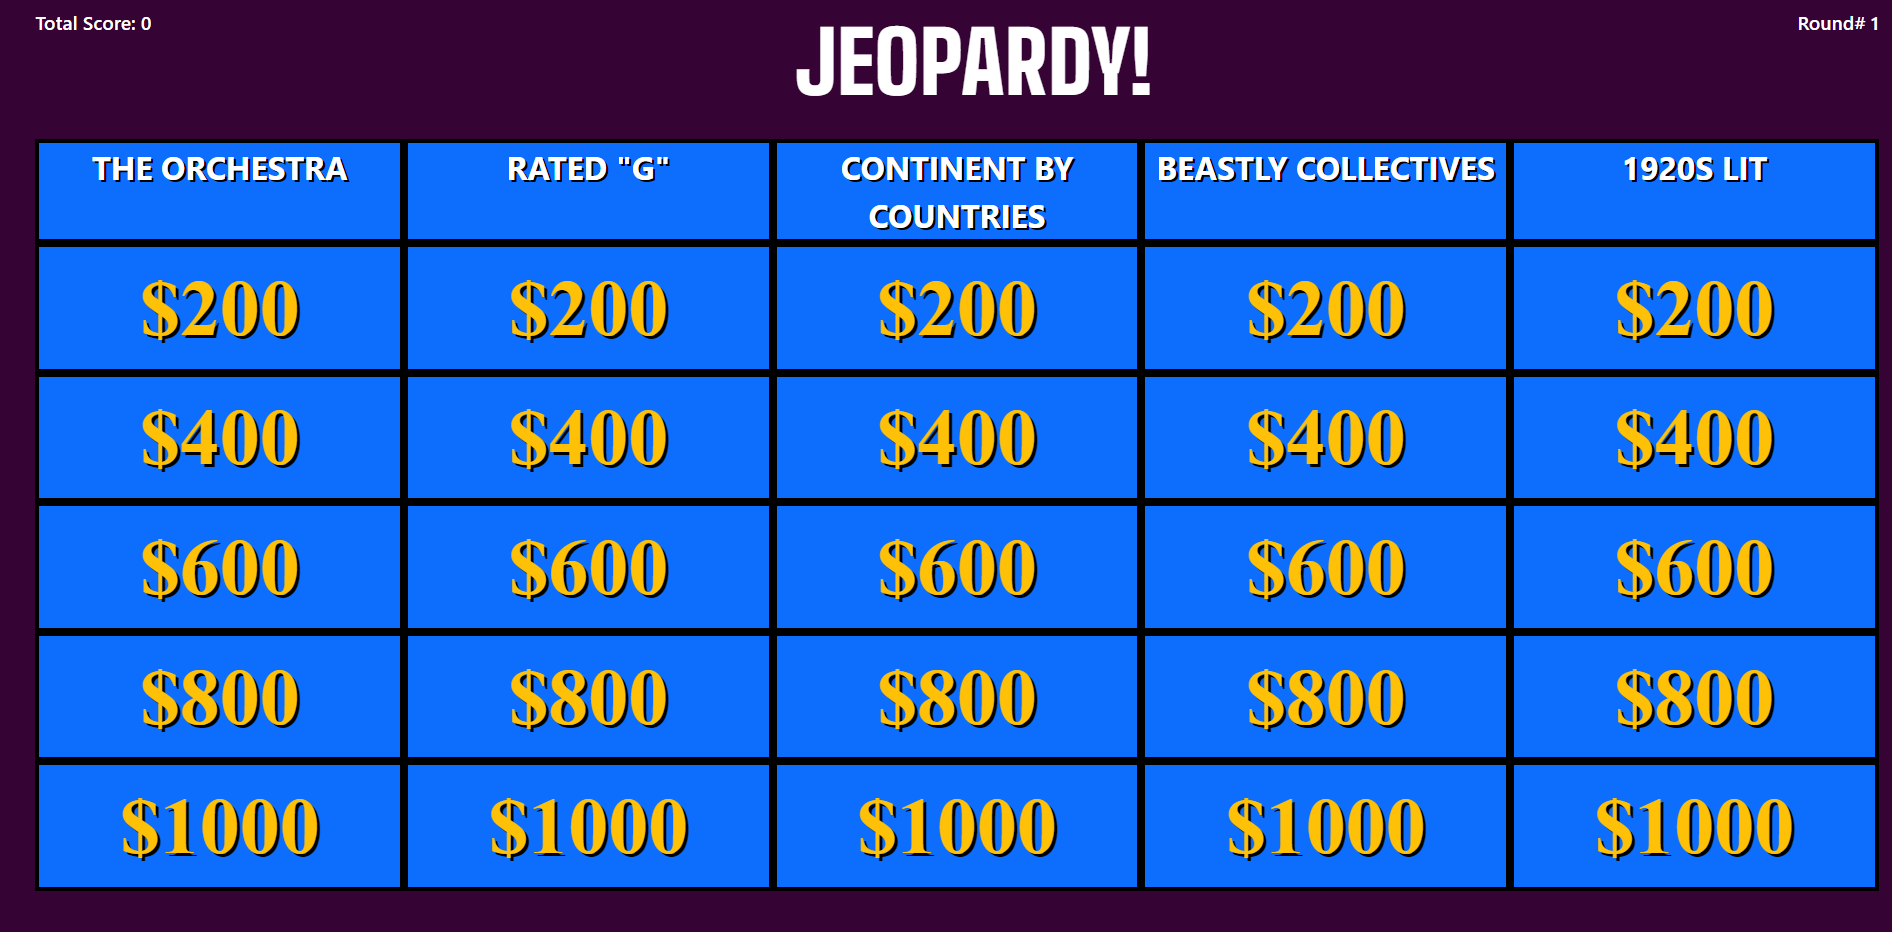 Total Score: 0
Round# 1
JEOPARDY!
THE ORCHESTRA
RATED "G"
CONTINENT BY
COUNTRIES
BEASTLY COLLECTIVES
1920S LIT
$200 $200 $200 $200 $200
$400 $400 $400 $400 $400
$600 $600 $600 $600 $600
$800 $800 $800 $800 $800
$1000 $1000 $1000 $1000 $1000